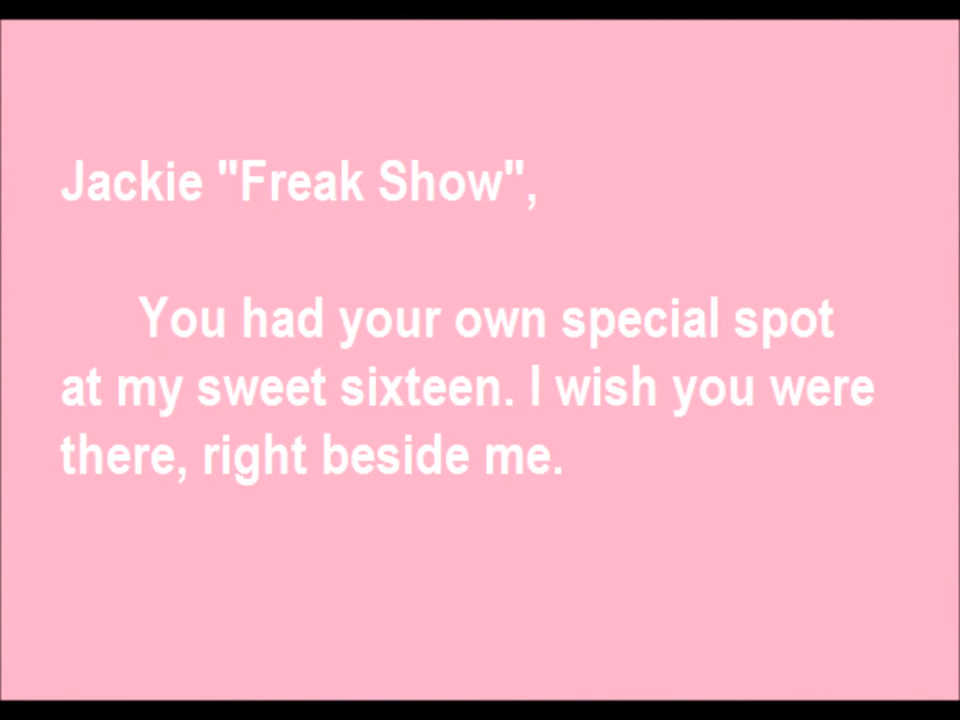 Jackie "Freak Show",
You had your own special spot
at my sweet sixteen. I wish you were
there, right beside me.